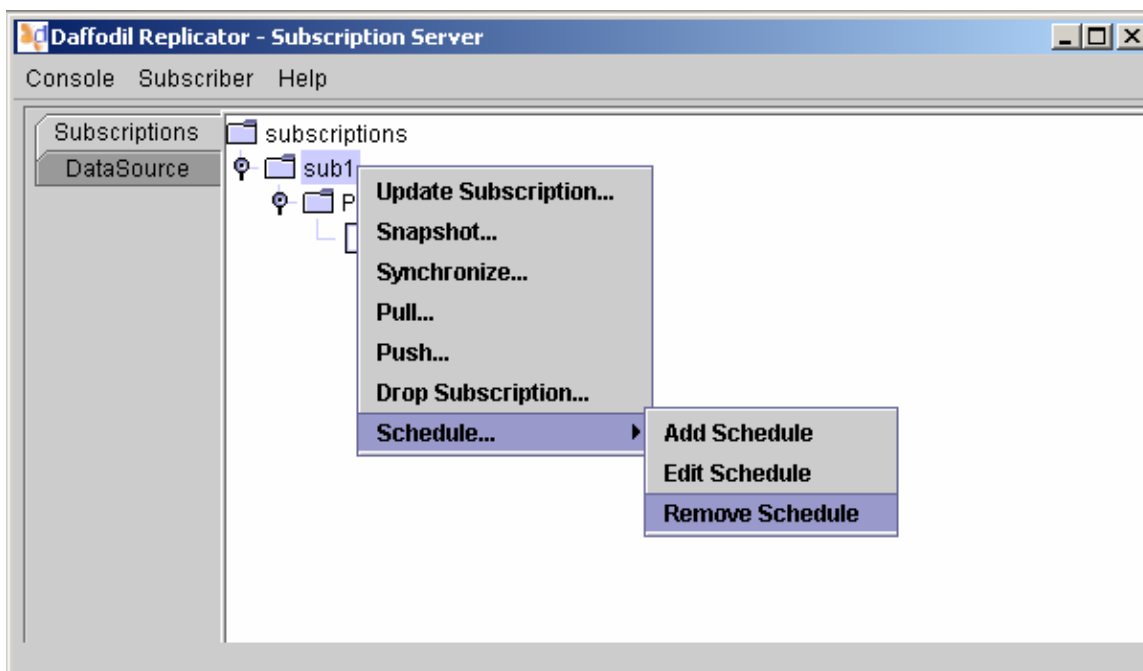 Daffodil Replicator - Subscription Server
Console Subscriber Help
Subscriptions
DataSource
subscriptions
sub1
P
Update Subscription...
Snapshot...
Synchronize...
Pull...
Push...
Drop Subscription...
Schedule...
Add Schedule
Edit Schedule
Remove Schedule